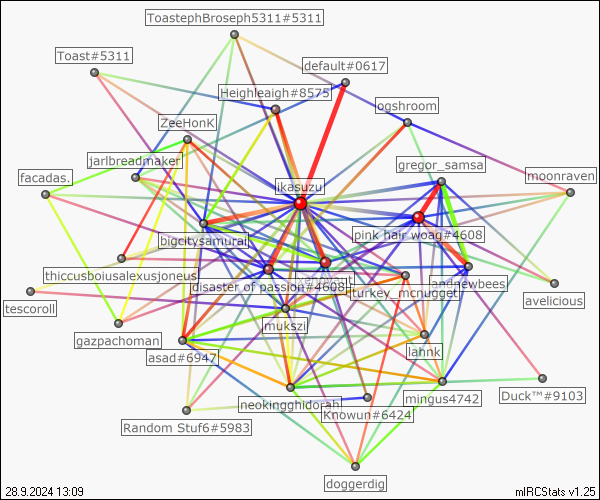 ToastephBroseph5311#5311
Toast#5311
default#0617
Heighleaigh#8575
ogshroom
ZeeHonK
jarlbreadmaker
gregor_samsa
facadas.
ikasuzu
moonraven
bigcitysamurai
pink hair woag#4608
thiccusboiusalexusjoneus
disaster of passion#4608
andnewbees
turkey_mcnugget
avelicious
tescoroll
mukszil
gazpachoman
asad#6947
lahnk
neokingghidorah
mingus4742
Duck™#9103
Knowun#6424
Random Stuf6#5983
doggerdig
28.9.2024 13:09
mIRCStats v1.25